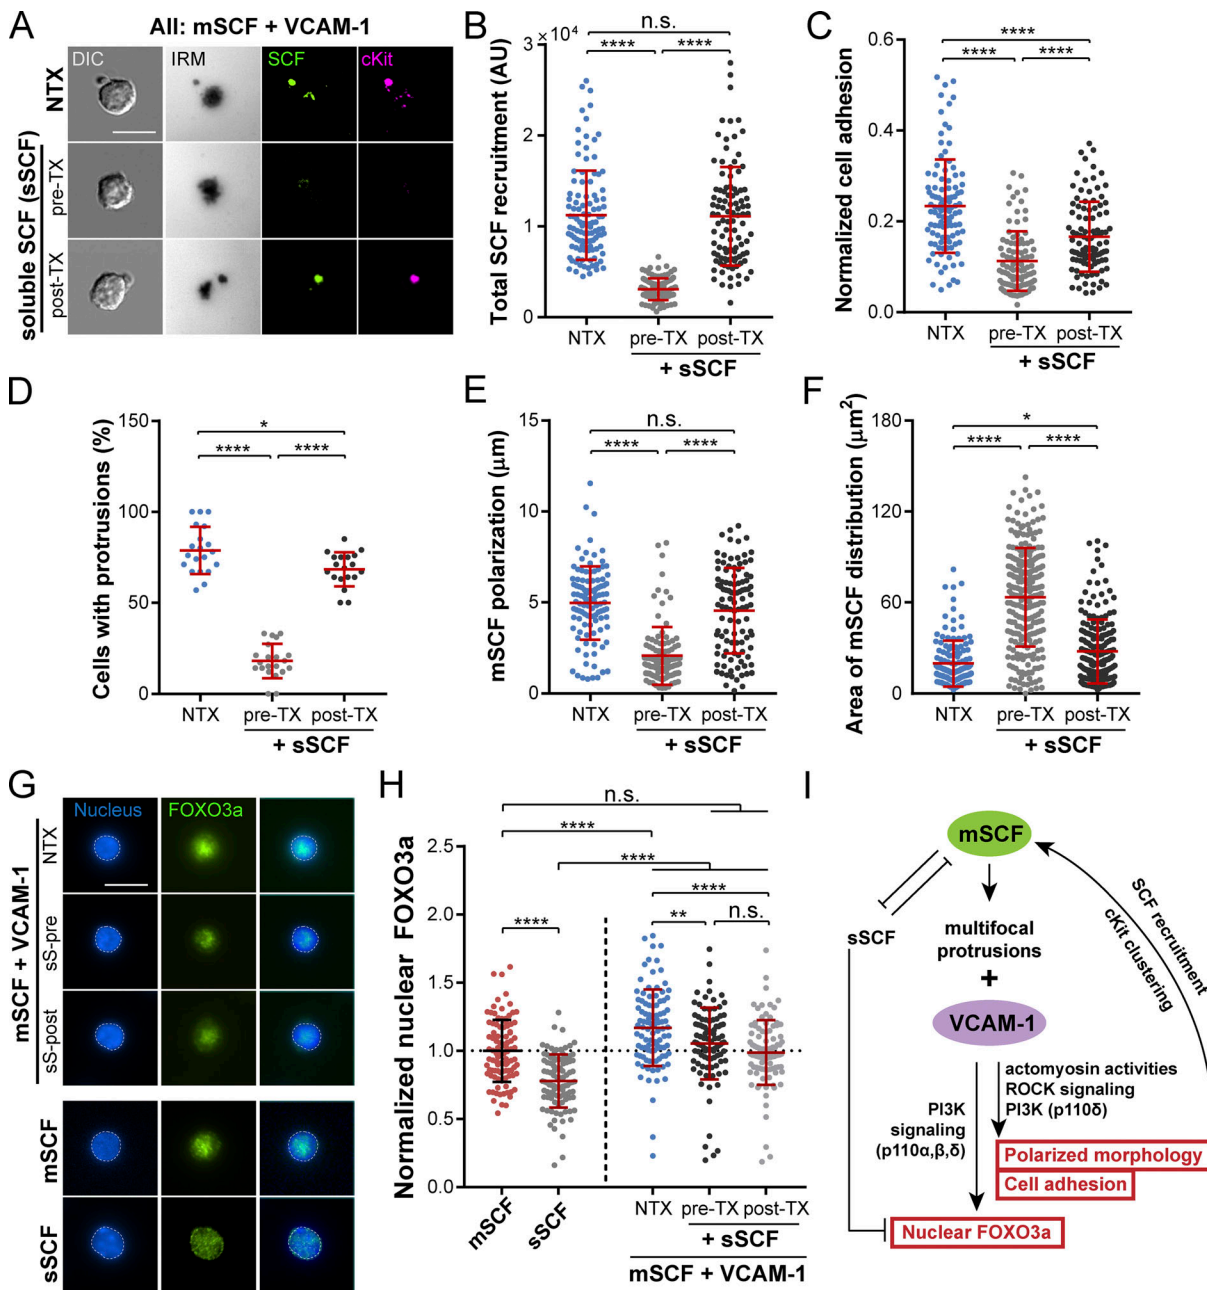 A
All: mSCF + VCAM-1
DIC
IRM
SCF
cKit
NTX
pre-TX
post-TX
soluble SCF (sSCF)
B
Total SCF recruitment (AU)
3×10⁴
2
1
0
n.s.
**** ****
NTX pre-TX post-TX
+ sSCF
C
Normalized cell adhesion
0.6
0.4
0.2
0.0
****
**** ****
NTX pre-TX post-TX
+ sSCF
D
Cells with protrusions (%)
150
100
50
0
*
**** ****
NTX pre-TX post-TX
+ sSCF
E
mSCF polarization (μm)
15
10
5
0
n.s.
**** ****
NTX pre-TX post-TX
+ sSCF
F
Area of mSCF distribution (μm²)
180
120
60
0
*
**** ****
NTX pre-TX post-TX
+ sSCF
G
Nucleus
FOXO3a
mSCF + VCAM-1
NTX
sS-pre
sS-post
mSCF
sSCF
H
Normalized nuclear FOXO3a
2.5
2.0
1.5
1.0
0.5
0.0
n.s.
****
****
****
**** ** n.s.
mSCF
sSCF
NTX pre-TX post-TX
+ sSCF
mSCF + VCAM-1
I
mSCF
sSCF
multifocal
protrusions
+
VCAM-1
SCF recruitment
cKit clustering
actomyosin activities
ROCK signaling
PI3K (p110δ)
PI3K
signaling
(p110α,β,δ)
Polarized morphology
Cell adhesion
Nuclear FOXO3a